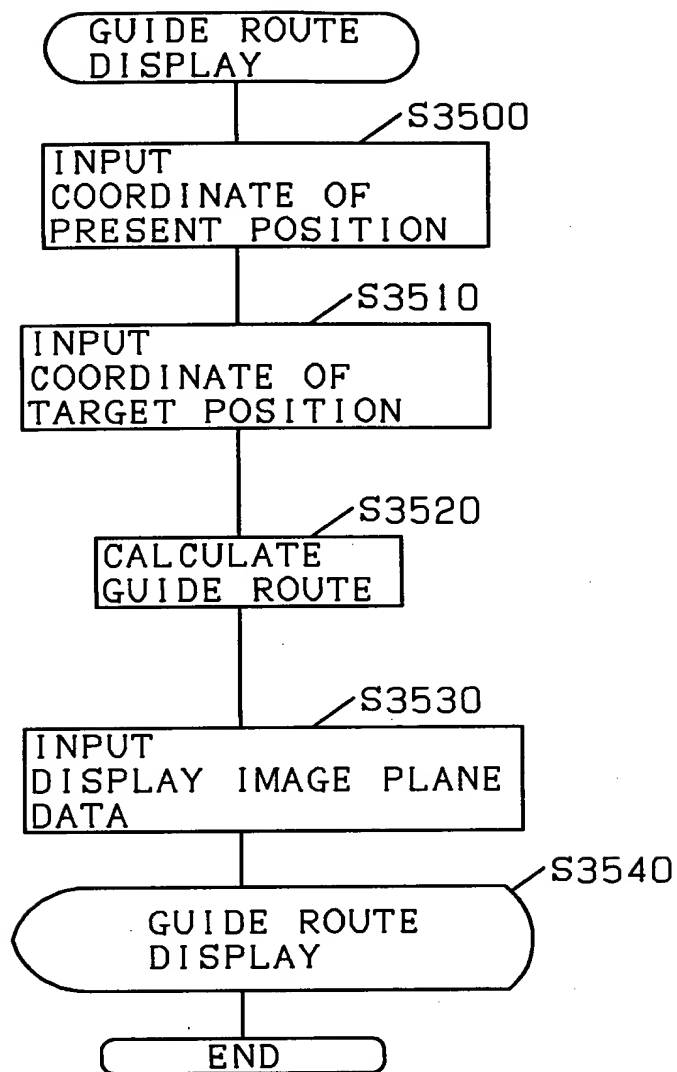 GUIDE ROUTE
DISPLAY
S3500
INPUT
COORDINATE OF
PRESENT POSITION
S3510
INPUT
COORDINATE OF
TARGET POSITION
S3520
CALCULATE
GUIDE ROUTE
S3530
INPUT
DISPLAY IMAGE PLANE
DATA
S3540
GUIDE ROUTE
DISPLAY
END